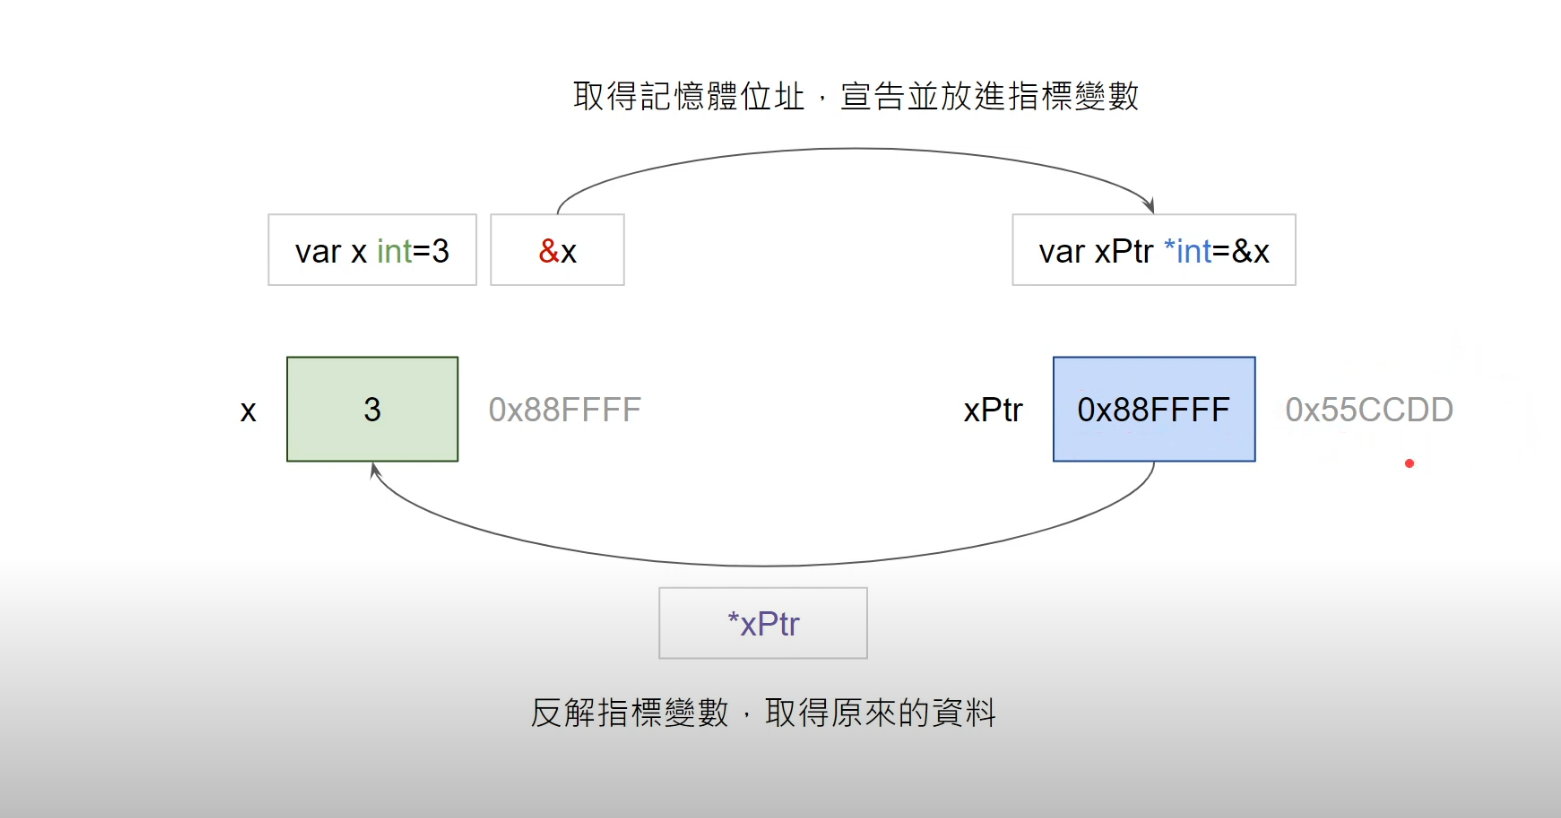 取得記憶體位址，宣告並放進指標變數
var x int=3
&x
var xPtr *int=&x
x
3
0x88FFFF
xPtr
0x88FFFF
0x55CCDD
*xPtr
反解指標變數，取得原來的資料